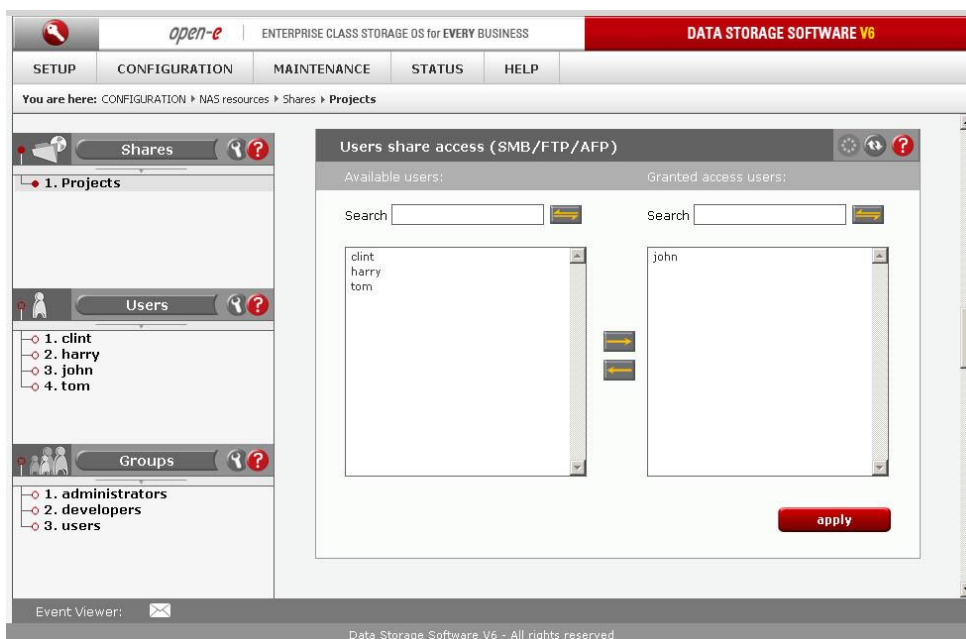 open-e ENTERPRISE CLASS STORAGE OS for EVERY BUSINESS DATA STORAGE SOFTWARE V6
SETUP CONFIGURATION MAINTENANCE STATUS HELP
You are here: CONFIGURATION NAS resources Shares Projects
Shares
1. Projects
Users
1. clint
2. harry
3. john
4. tom
Groups
1. administrators
2. developers
3. users
Users share access (SMB/FTP/AFP)
Available users: Granted access users:
Search Search
clint
harry
tom
john
apply
Event Viewer:
Data Storage Software V6 - All rights reserved